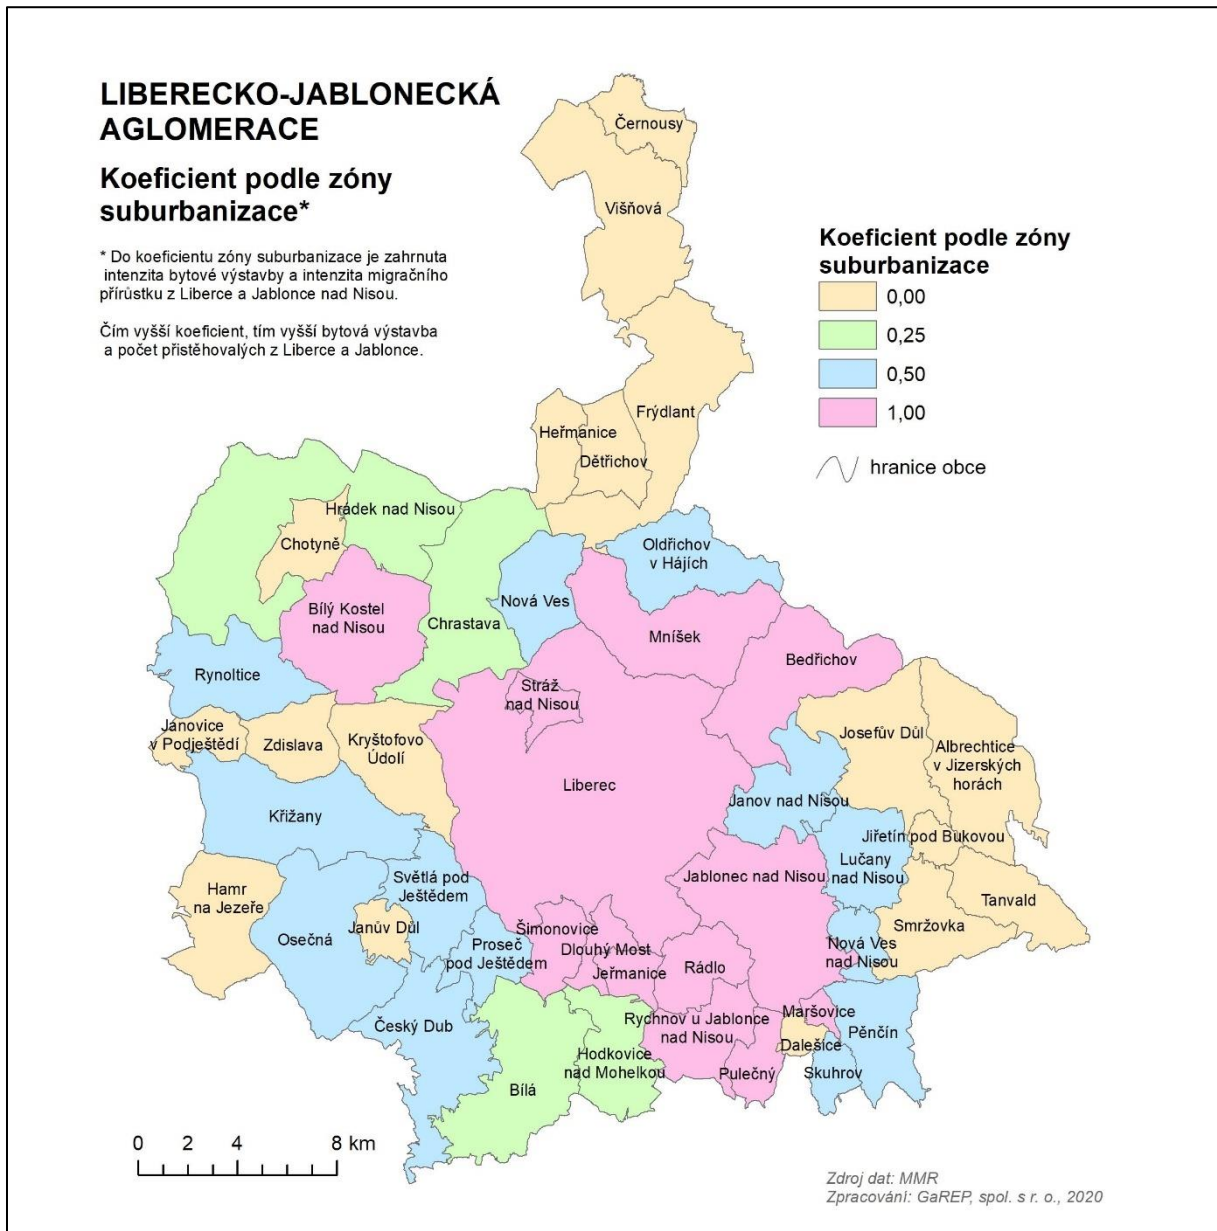 LIBERECKO-JABLONECKÁ
AGLOMERACE
Koeficient podle zóny
suburbanizace*
* Do koeficientu zóny suburbanizace je zahrnuta
intenzita bytové výstavby a intenzita migračního
přírůstku z Liberce a Jablonce nad Nisou.
Čím vyšší koeficient, tím vyšší bytová výstavba
a počet přistěhovalých z Liberce a Jablonce.
Koeficient podle zóny
suburbanizace
0,00
0,25
0,50
1,00
hranice obce
Černousy
Višňová
Frýdlant
Heřmanice
Dětřichov
Hrádek nad Nisou
Chotyně
Oldřichov
v Hájích
Bílý Kostel
nad Nisou
Nová Ves
Chrastava
Mníšek
Bedřichov
Rynoltice
Stráž
nad Nisou
Janovice
v Podještědí
Zdislava
Kryštofovo
Údolí
Josefův Důl
Albrechtice
v Jizerských
horách
Liberec
Janov nad Nisou
Křižany
Jiřetín pod Bukovou
Lučany
nad Nisou
Jablonec nad Nisou
Světlá pod
Ještědem
Hamr
na Jezeře
Tanvald
Smržovka
Janův Důl
Osečná
Proseč
pod Ještědem
Šimonovice
Dlouhý Most
Jeřmanice
Rádlo
Nová Ves
nad Nisou
Maršovice
Český Dub
Rychnov u Jablonce
nad Nisou
Dalešice
Pěnčín
Hodkovice
nad Mohelkou
Pulečný
Skuhrov
Bílá
0 2 4 8 km
Zdroj dat: MMR
Zpracování: GaREP, spol. s r. o., 2020